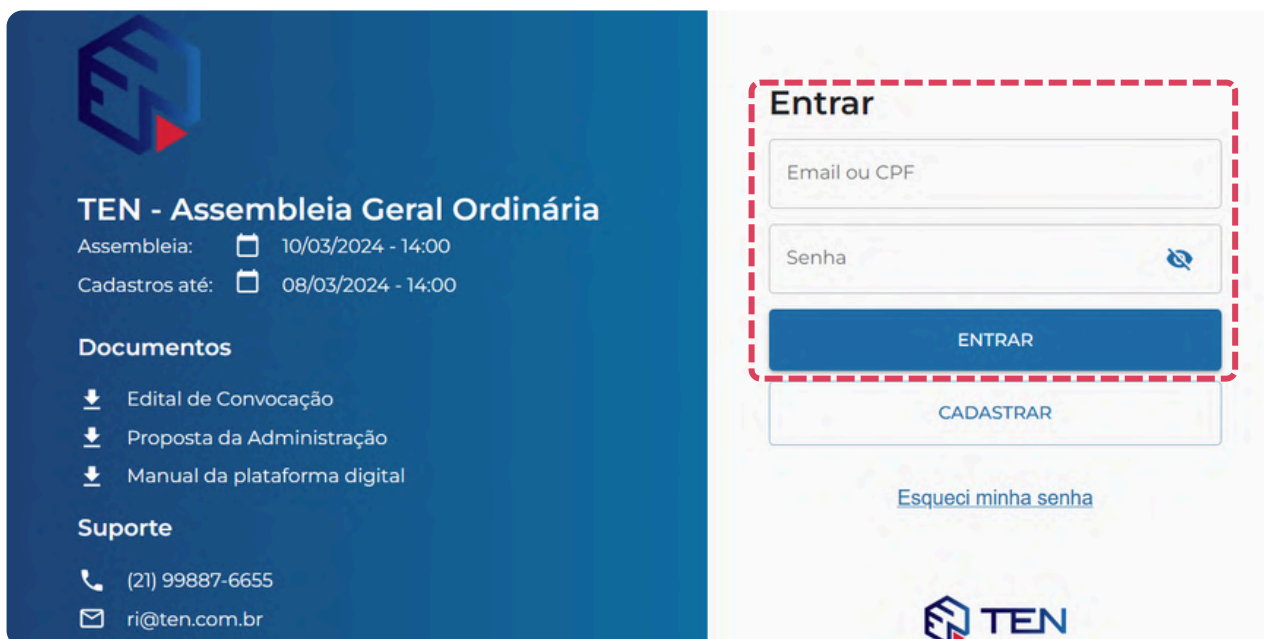 TEN - Assembleia Geral Ordinária
Assembleia: 10/03/2024 - 14:00
Cadastros até: 08/03/2024 - 14:00
Documentos
Edital de Convocação
Proposta da Administração
Manual da plataforma digital
Suporte
(21) 99887-6655
ri@ten.com.br
Entrar
Email ou CPF
Senha
ENTRAR
CADASTRAR
Esqueci minha senha
TEN